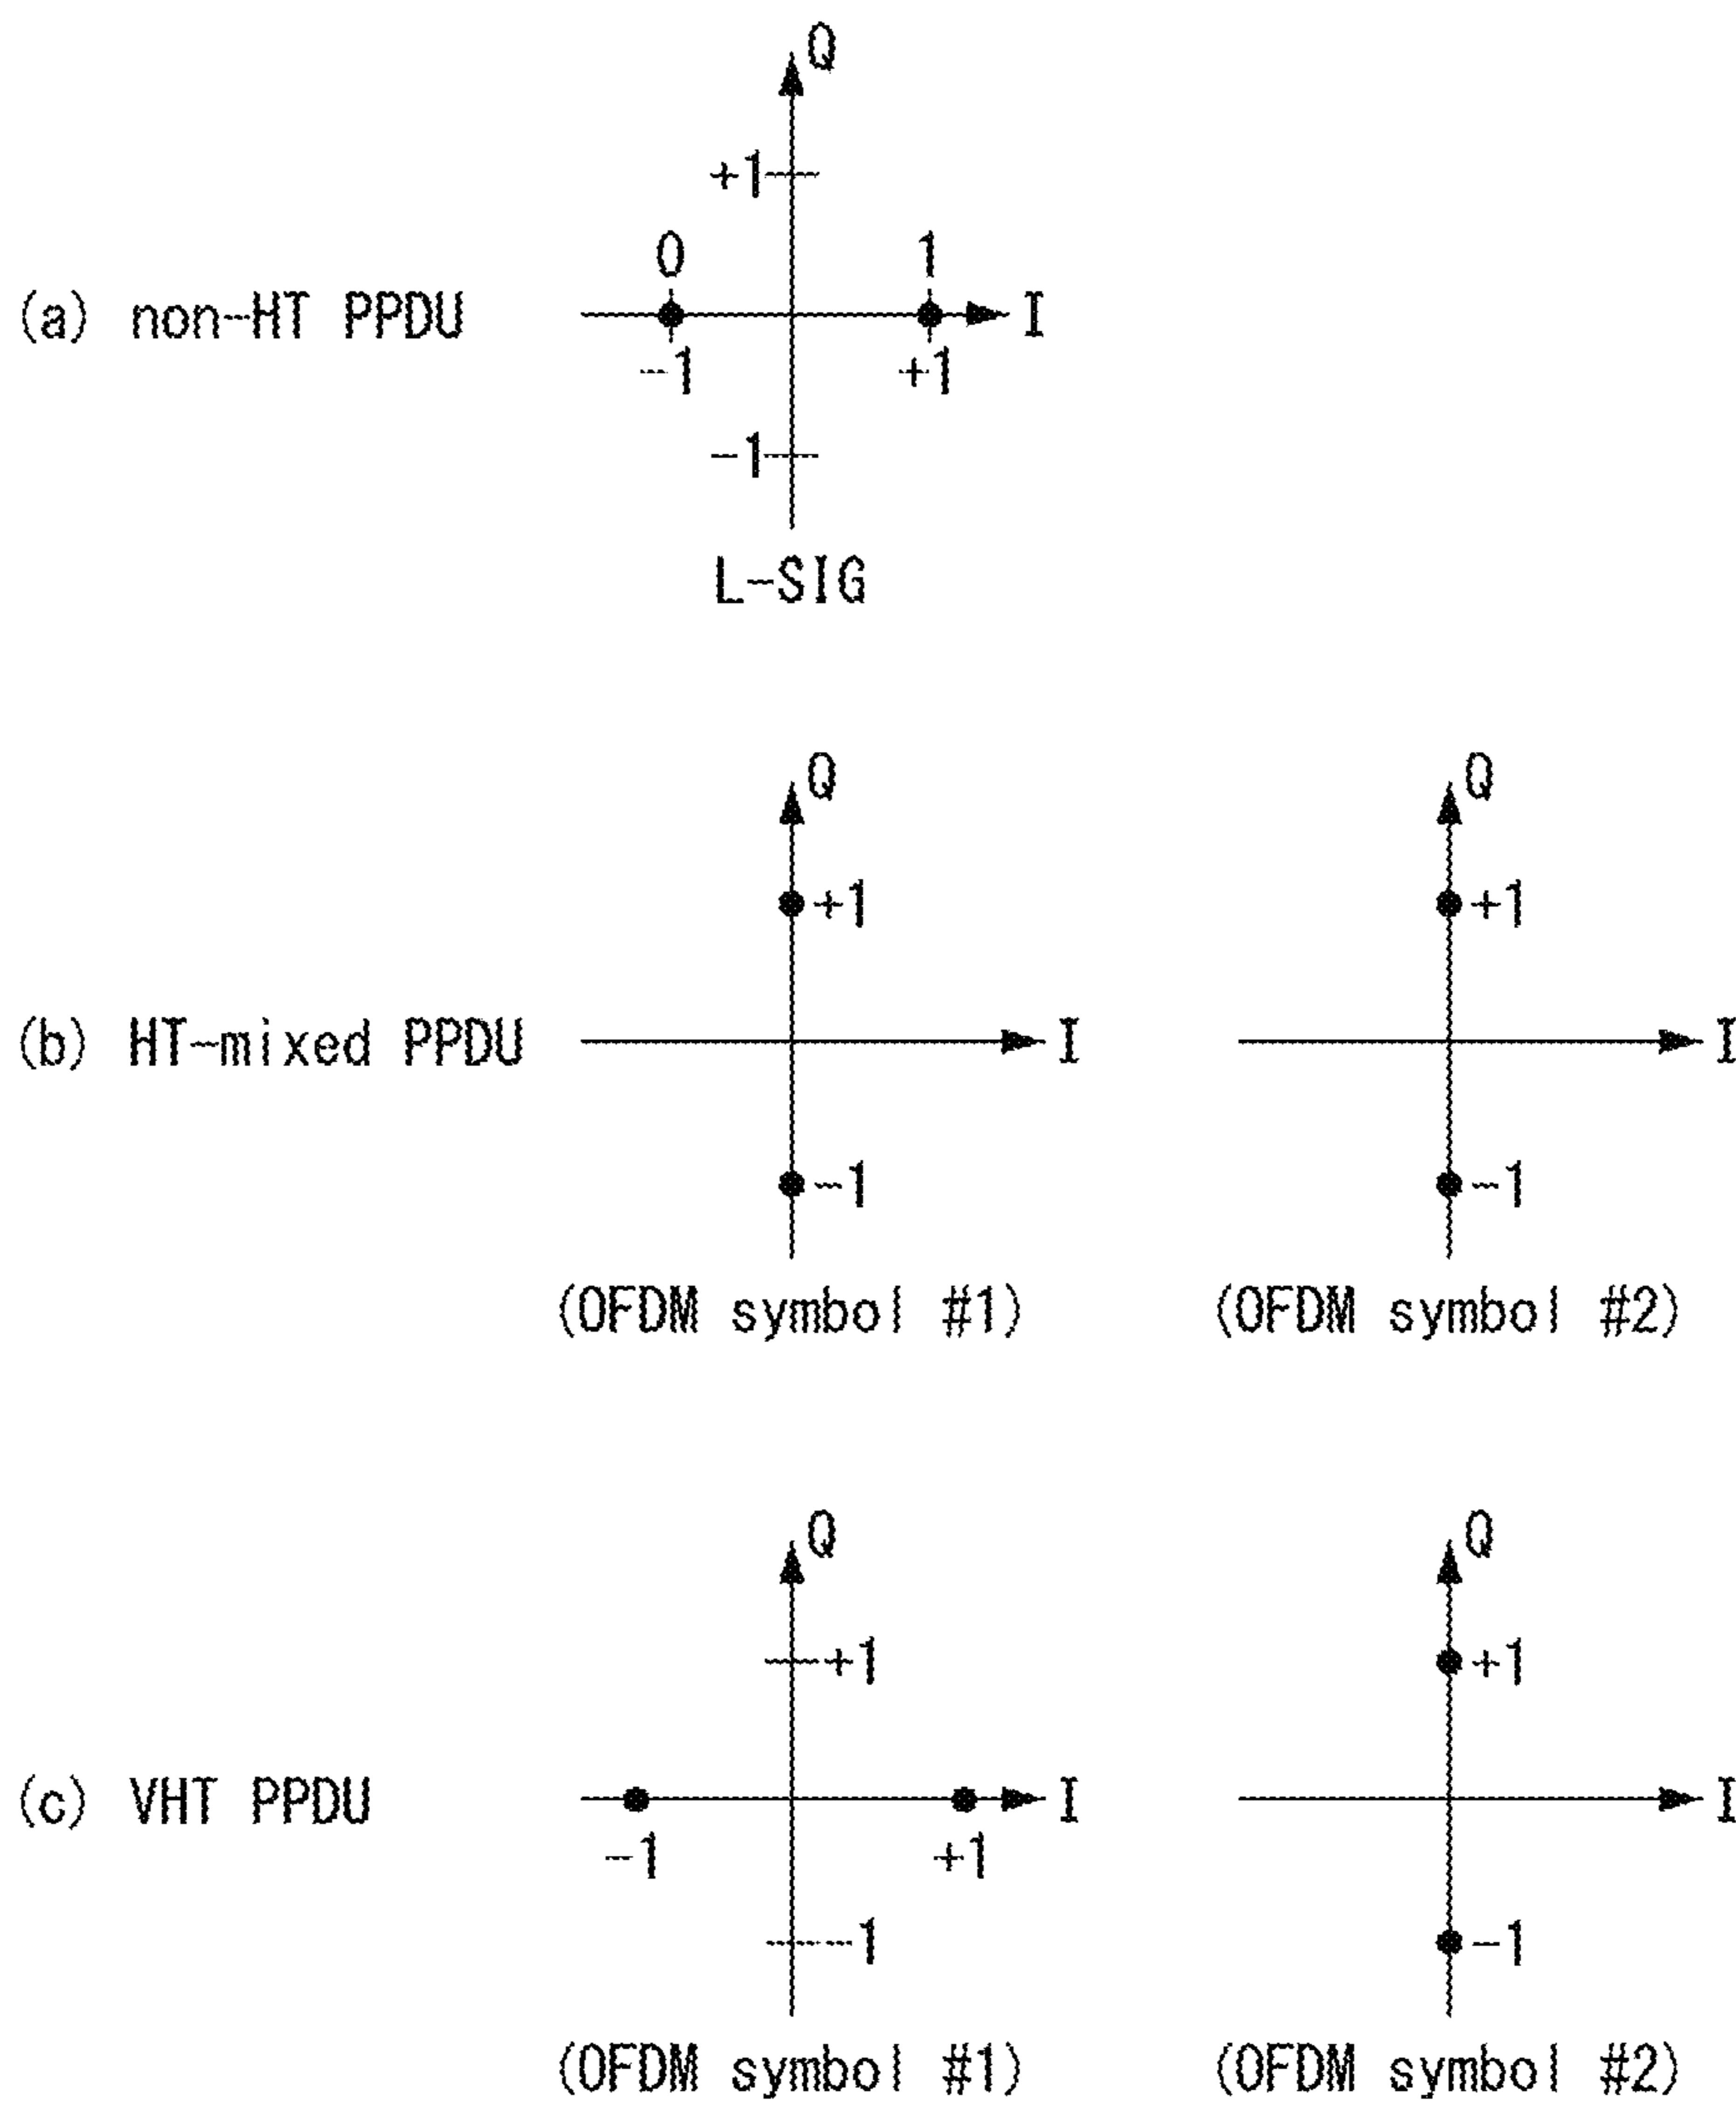 Q
+1
0 1
(a) non-HT PPDU I
-1 +1
-1
L-SIG
Q Q
+1 +1
(b) HT-mixed PPDU I I
-1 -1
(OFDM symbol #1) (OFDM symbol #2)
Q Q
+1 +1
(c) VHT PPDU I I
-1 +1
-1 -1
(OFDM symbol #1) (OFDM symbol #2)